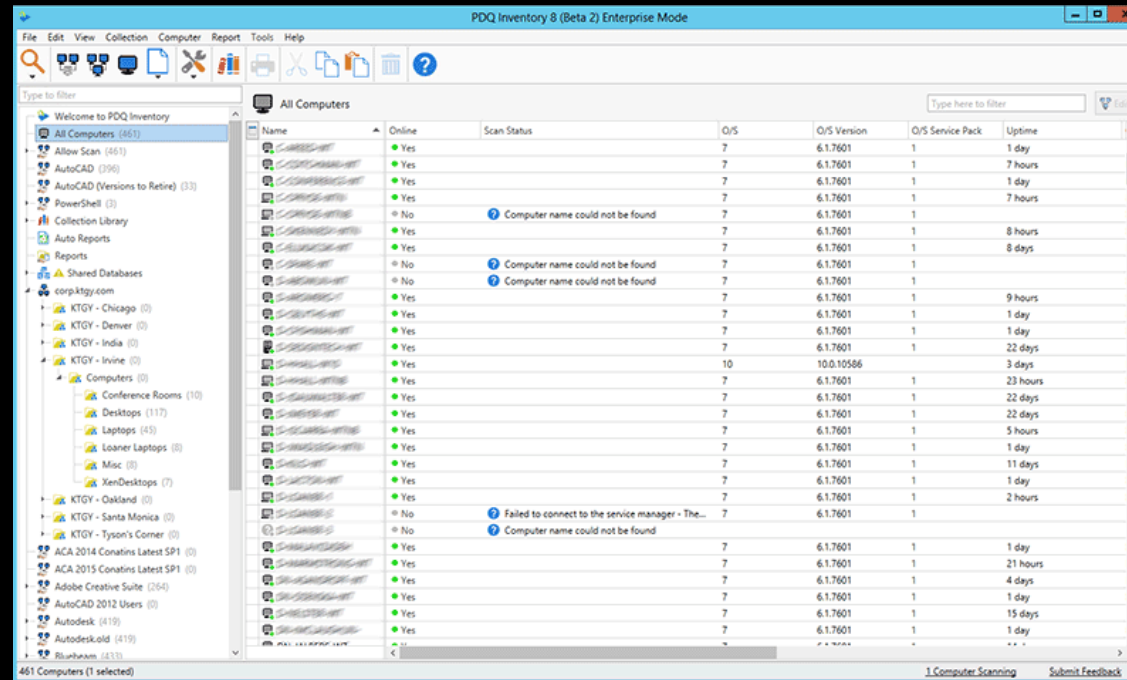 PDQ Inventory 8 (Beta 2) Enterprise Mode
File Edit View Collection Computer Report Tools Help
Type to filter
Welcome to PDQ Inventory
All Computers (461)
Allow Scan (461)
AutoCAD (396)
AutoCAD (Versions to Retire) (33)
PowerShell (3)
Collection Library
Auto Reports
Reports
Shared Databases
corp.ktgy.com
KTGY - Chicago (0)
KTGY - Denver (0)
KTGY - India (0)
KTGY - Irvine (0)
Computers (0)
Conference Rooms (10)
Desktops (117)
Laptops (45)
Loaner Laptops (8)
Misc (8)
XenDesktops (7)
KTGY - Oakland (0)
KTGY - Santa Monica (0)
KTGY - Tyson's Corner (0)
ACA 2014 Conatins Latest SP1 (0)
ACA 2015 Conatins Latest SP1 (0)
Adobe Creative Suite (264)
AutoCAD 2012 Users (0)
Autodesk (419)
Autodesk.old (419)
Bluebeam (433)
All Computers
Type here to filter
Name Online Scan Status O/S O/S Version O/S Service Pack Uptime
Yes 7 6.1.7601 1 1 day
Yes 7 6.1.7601 1 7 hours
Yes 7 6.1.7601 1 1 day
Yes 7 6.1.7601 1 7 hours
No Computer name could not be found 7 6.1.7601 1
Yes 7 6.1.7601 1 8 hours
Yes 7 6.1.7601 1 8 days
No Computer name could not be found 7 6.1.7601 1
No Computer name could not be found 7 6.1.7601 1
Yes 7 6.1.7601 1 9 hours
Yes 7 6.1.7601 1 1 day
Yes 7 6.1.7601 1 1 day
Yes 7 6.1.7601 1 22 days
Yes 10 10.0.10586 3 days
Yes 7 6.1.7601 1 23 hours
Yes 7 6.1.7601 1 22 days
Yes 7 6.1.7601 1 22 days
Yes 7 6.1.7601 1 5 hours
Yes 7 6.1.7601 1 1 day
Yes 7 6.1.7601 1 11 days
Yes 7 6.1.7601 1 1 day
Yes 7 6.1.7601 1 2 hours
No Failed to connect to the service manager - The... 7 6.1.7601 1
No Computer name could not be found
Yes 7 6.1.7601 1 1 day
Yes 7 6.1.7601 1 21 hours
Yes 7 6.1.7601 1 4 days
Yes 7 6.1.7601 1 1 day
Yes 7 6.1.7601 1 15 days
Yes 7 6.1.7601 1 1 day
461 Computers (1 selected)
1 Computer Scanning
Submit Feedback